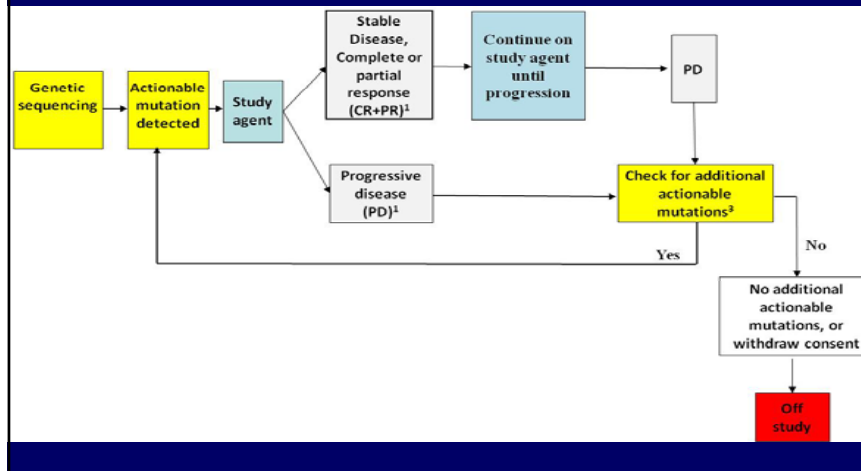 Genetic
sequencing
Actionable
mutation
detected
Study
agent
Stable
Disease,
Complete or
partial
response
(CR+PR)¹
Continue on
study agent
until
progression
PD
Progressive
disease
(PD)¹
Check for additional
actionable
mutations³
Yes
No
No additional
actionable
mutations, or
withdraw consent
Off
study